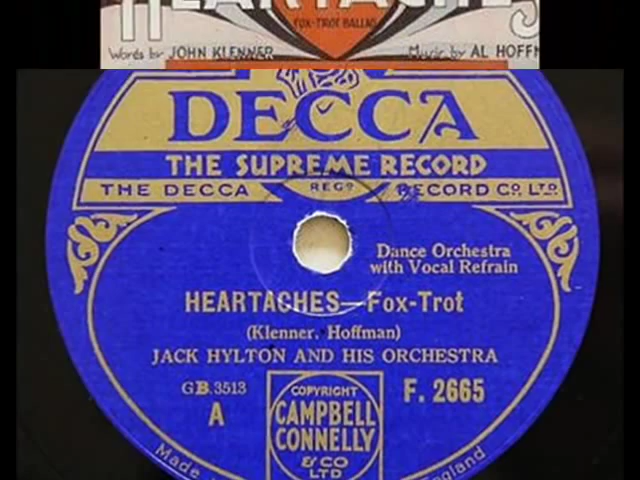 HEARTACHES
FOX-TROT BALLAD
Words by JOHN KLENNER
Music by AL HOFFM
DECCA
THE SUPREME RECORD
THE DECCA REGD RECORD CO. LTD.
Dance Orchestra
with Vocal Refrain
HEARTACHES—Fox-Trot
(Klenner, Hoffman)
JACK HYLTON AND HIS ORCHESTRA
GB.3513
A
F. 2665
COPYRIGHT
CAMPBELL
CONNELLY
& CO
LTD
Made
England